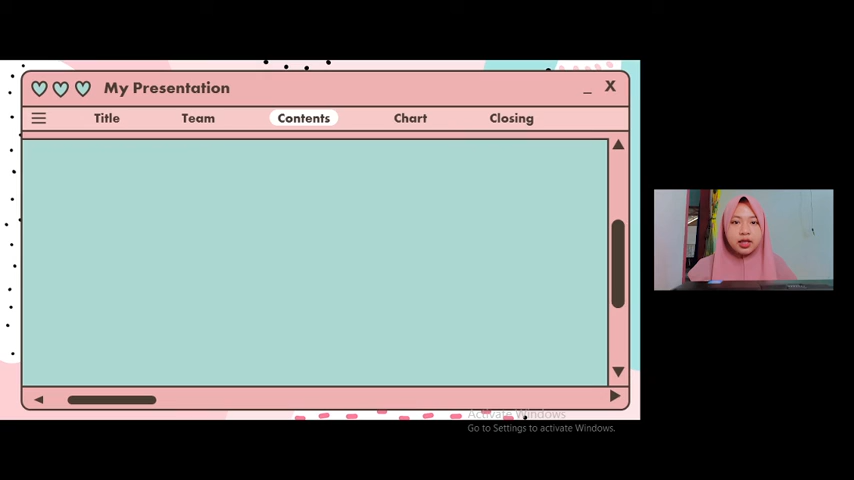 My Presentation
_ X
Title Team Contents Chart Closing
Activate Windows
Go to Settings to activate Windows.